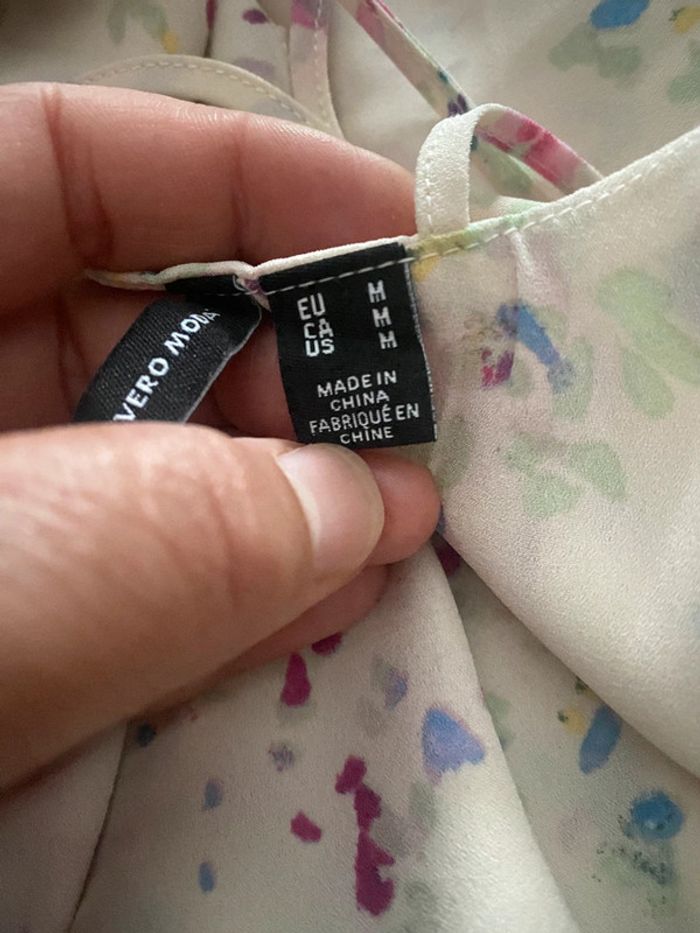 VERO MODA
EU M
CA M
US M
MADE IN
CHINA
FABRIQUÉ EN
CHINE